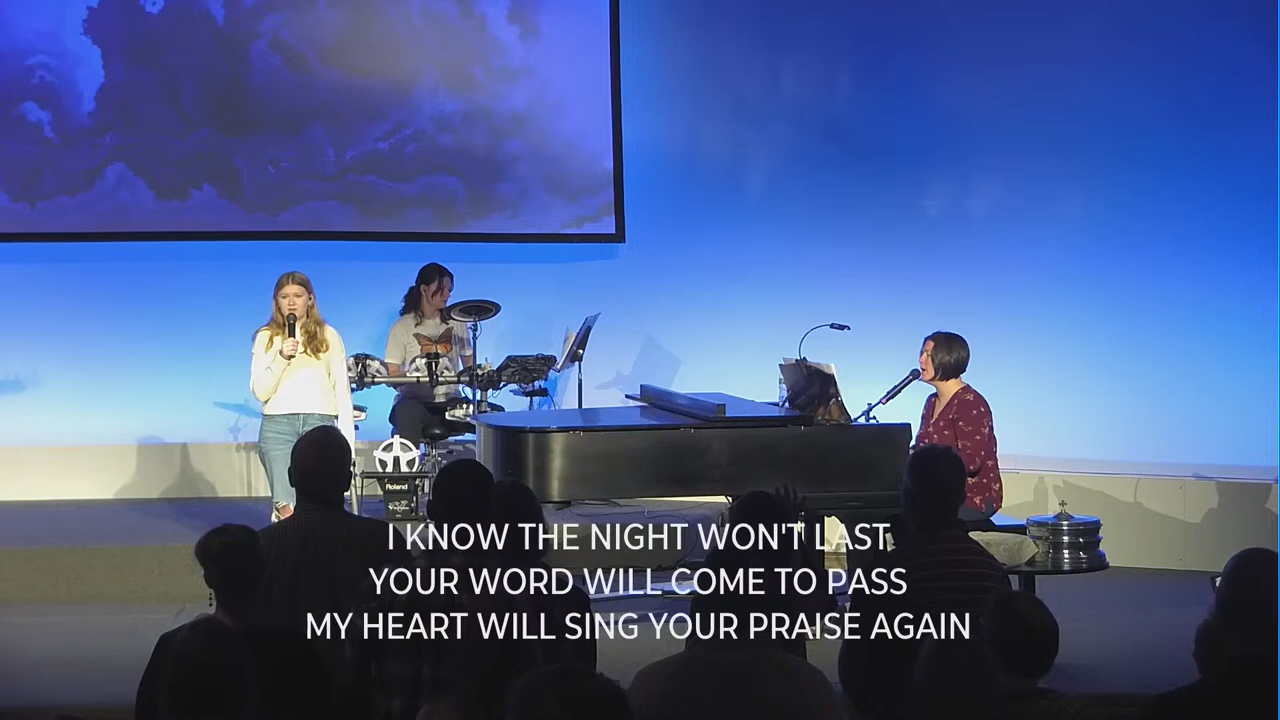 Roland
I KNOW THE NIGHT WON'T LAST
YOUR WORD WILL COME TO PASS
MY HEART WILL SING YOUR PRAISE AGAIN